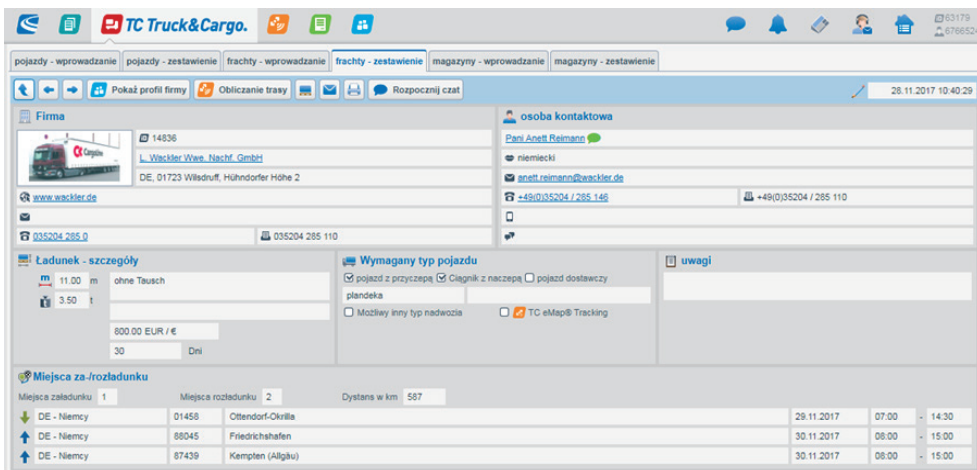 TC Truck&Cargo.
63179
676652
pojazdy - wprowadzanie pojazdy - zestawienie frachty - wprowadzanie frachty - zestawienie magazyny - wprowadzanie magazyny - zestawienie
Pokaż profil firmy Obliczanie trasy Rozpocznij czat 28.11.2017 10:40:29
Firma
osoba kontaktowa
14836
Pani Anett Reimann
L. Wackler Wwe. Nachf. GmbH
niemiecki
DE, 01723 Wilsdruff, Hühndorfer Höhe 2
anett.reimann@wackler.de
www.wackler.de
+49(0)35204 / 285 146 +49(0)35204 / 285 110
035204 285 0 035204 285 110
Ładunek - szczegóły
Wymagany typ pojazdu
uwagi
m 11.00 m ohne Tausch
pojazd z przyczepą Ciągnik z naczepą pojazd dostawczy
3.50 t
plandeka
Możliwy inny typ nadwozia TC eMap® Tracking
800.00 EUR / €
30 Dni
Miejsca za-/rozładunku
Miejsca załadunku 1 Miejsca rozładunku 2 Dystans w km 587
DE - Niemcy 01458 Ottendorf-Okrilla 29.11.2017 07:00 - 14:30
DE - Niemcy 88045 Friedrichshafen 30.11.2017 08:00 - 15:00
DE - Niemcy 87439 Kempten (Allgäu) 30.11.2017 08:00 - 15:00